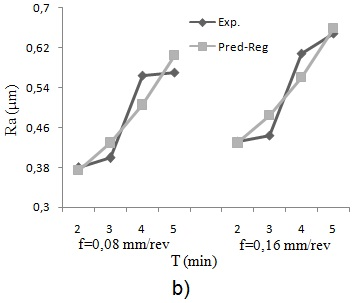 0,7
Exp.
Pred-Reg
0,62
0,54
Ra (µm)
0,46
0,38
0,3
2 3 4 5 2 3 4 5
f=0,08 mm/rev f=0,16 mm/rev
T (min)
b)